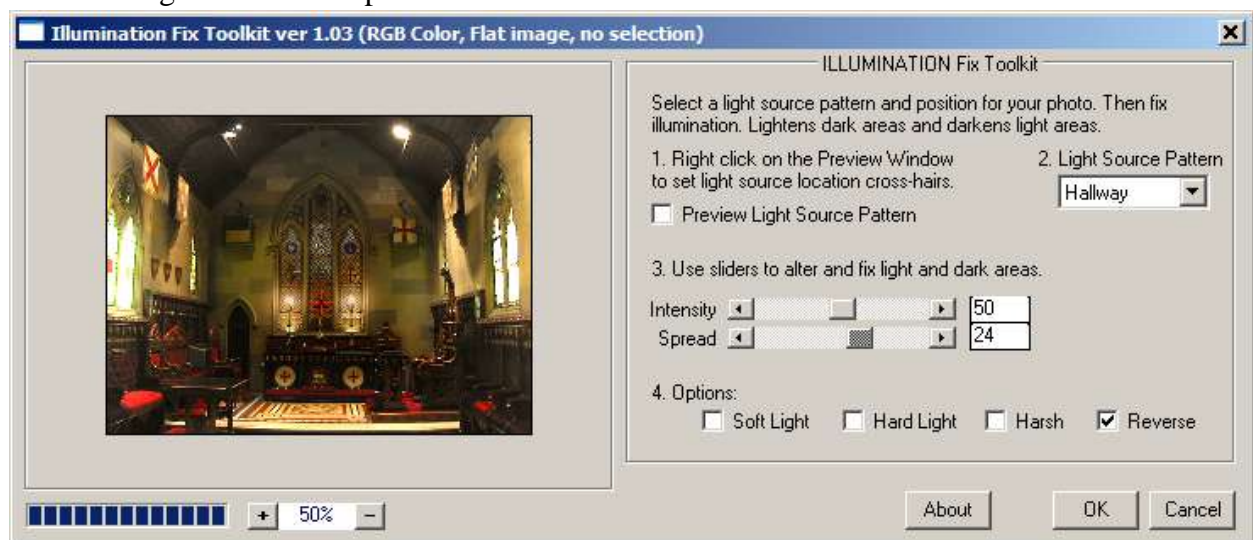 Illumination Fix Toolkit ver 1.03 (RGB Color, Flat image, no selection)
ILLUMINATION Fix Toolkit
Select a light source pattern and position for your photo. Then fix
illumination. Lightens dark areas and darkens light areas.
1. Right click on the Preview Window
to set light source location cross-hairs.
2. Light Source Pattern
Hallway
Preview Light Source Pattern
3. Use sliders to alter and fix light and dark areas.
Intensity 50
Spread 24
4. Options:
Soft Light Hard Light Harsh Reverse
+ 50% -
About OK Cancel